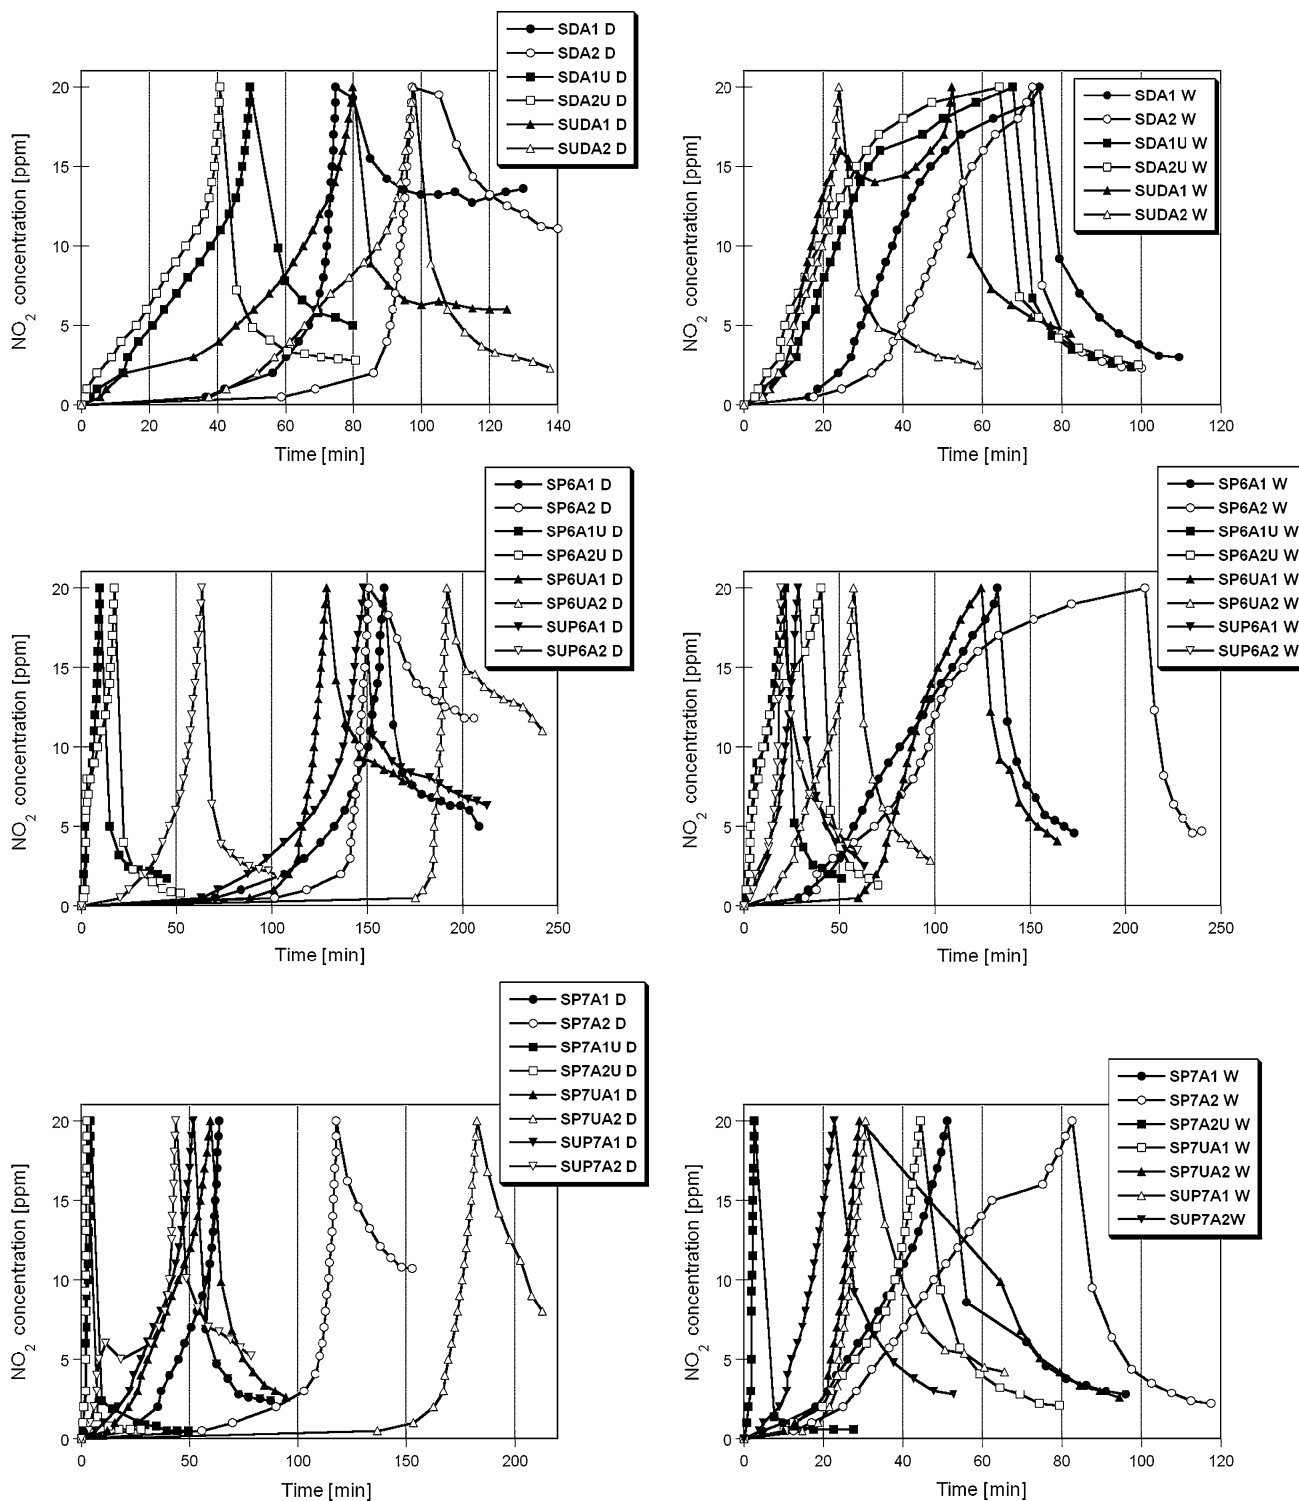 SDA1 D
SDA2 D
SDA1U D
SDA2U D
SUDA1 D
SUDA2 D
NO2 concentration [ppm]
20
15
10
5
0
0 20 40 60 80 100 120 140
Time [min]
SDA1 W
SDA2 W
SDA1U W
SDA2U W
SUDA1 W
SUDA2 W
NO2 concentration [ppm]
20
15
10
5
0
0 20 40 60 80 100 120
Time [min]
SP6A1 D
SP6A2 D
SP6A1U D
SP6A2U D
SP6UA1 D
SP6UA2 D
SUP6A1 D
SUP6A2 D
NO2 concentration [ppm]
20
15
10
5
0
0 50 100 150 200 250
Time [min]
SP6A1 W
SP6A2 W
SP6A1U W
SP6A2U W
SP6UA1 W
SP6UA2 W
SUP6A1 W
SUP6A2 W
NO2 concentration [ppm]
20
15
10
5
0
0 50 100 150 200 250
Time [min]
SP7A1 D
SP7A2 D
SP7A1U D
SP7A2U D
SP7UA1 D
SP7UA2 D
SUP7A1 D
SUP7A2 D
NO2 concentration [ppm]
20
15
10
5
0
0 50 100 150 200
Time [min]
SP7A1 W
SP7A2 W
SP7A2U W
SP7UA1 W
SP7UA2 W
SUP7A1 W
SUP7A2W
NO2 concentration [ppm]
20
15
10
5
0
0 20 40 60 80 100 120
Time [min]